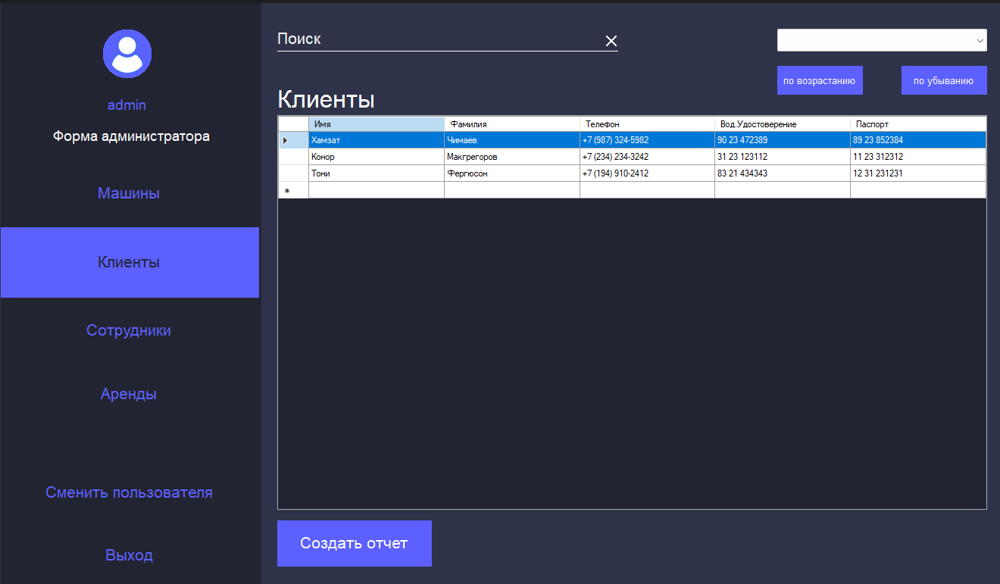 admin
Форма администратора
Машины
Клиенты
Сотрудники
Аренды
Сменить пользователя
Выход
Поиск
по возрастанию по убыванию
Клиенты
Имя Фамилия Телефон Вод.Удостоверение Паспорт
Хамзат Чимаев +7 (987) 324-5982 90 23 472389 89 23 852384
Конор Макгрегоров +7 (234) 234-3242 31 23 123112 11 23 312312
Тони Фергюсон +7 (194) 910-2412 83 21 434343 12 31 231231
Создать отчет